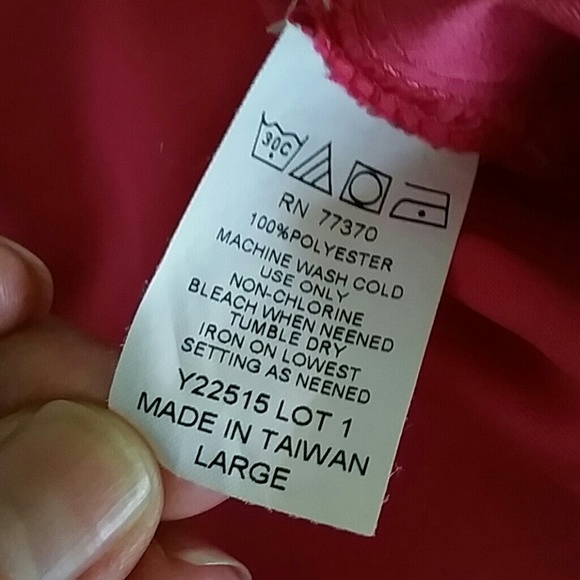 30C
RN 77370
100%POLYESTER
MACHINE WASH COLD
USE ONLY
NON-CHLORINE
BLEACH WHEN NEENED
TUMBLE DRY
IRON ON LOWEST
SETTING AS NEENED
Y22515 LOT 1
MADE IN TAIWAN
LARGE